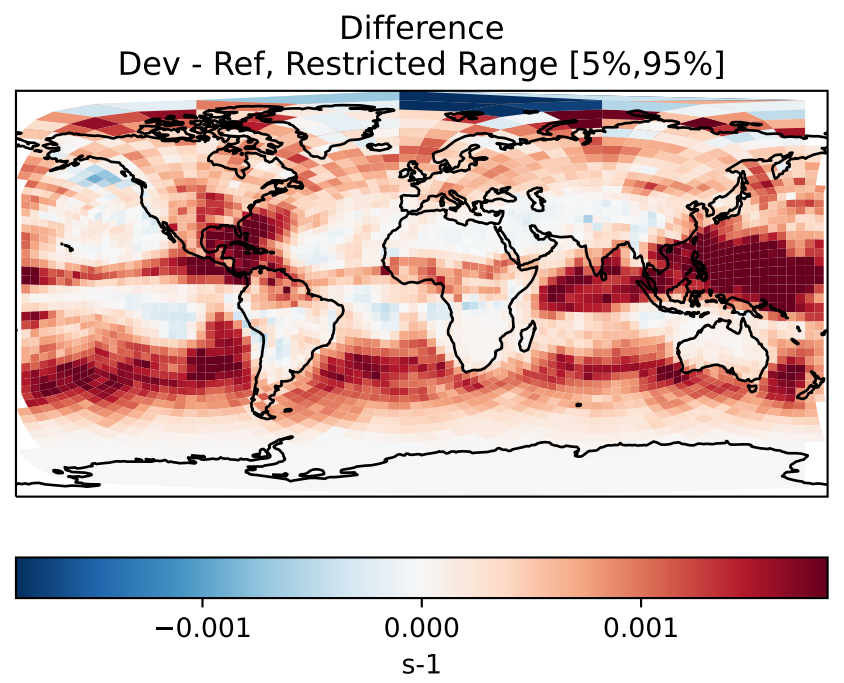 Difference
Dev - Ref, Restricted Range [5%,95%]
−0.001 0.000 0.001
s-1